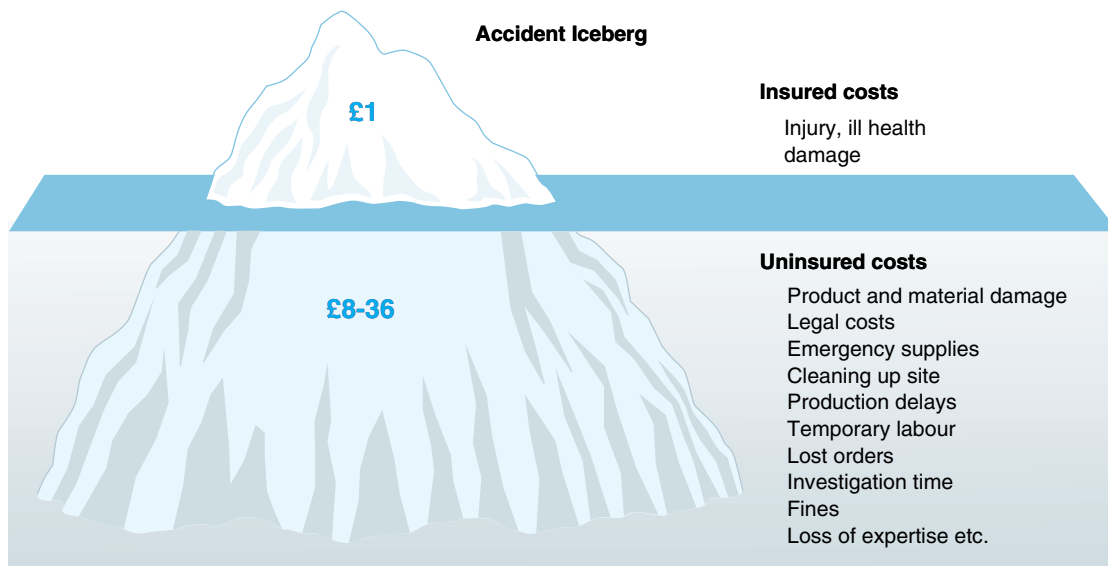 Accident Iceberg
£1
Insured costs
Injury, ill health
damage
£8-36
Uninsured costs
Product and material damage
Legal costs
Emergency supplies
Cleaning up site
Production delays
Temporary labour
Lost orders
Investigation time
Fines
Loss of expertise etc.